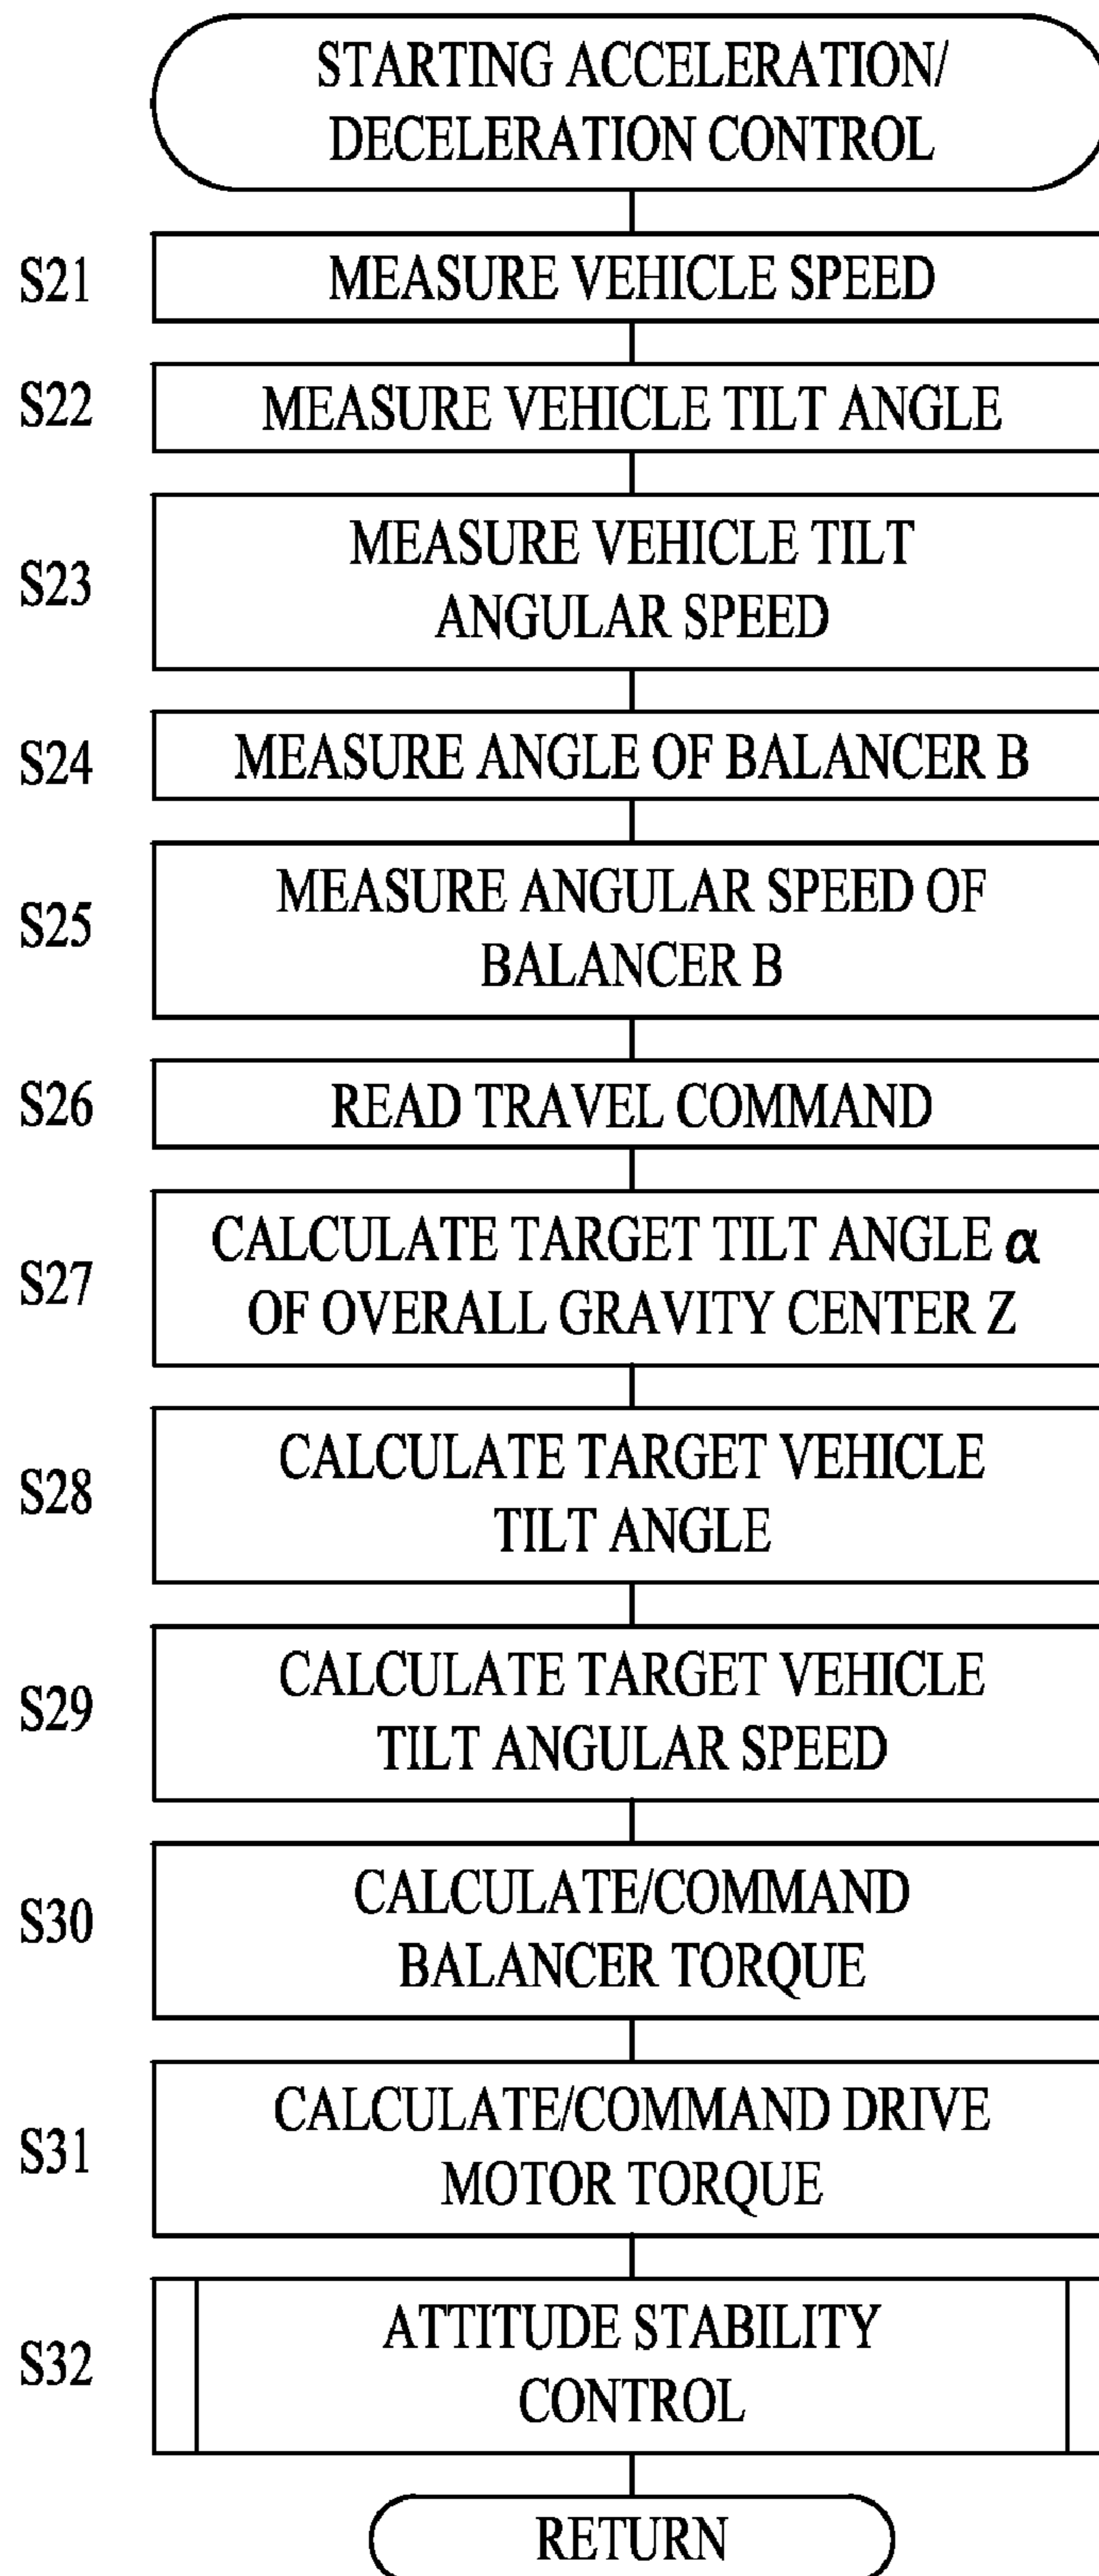 STARTING ACCELERATION/
DECELERATION CONTROL
S21
MEASURE VEHICLE SPEED
S22
MEASURE VEHICLE TILT ANGLE
S23
MEASURE VEHICLE TILT
ANGULAR SPEED
S24
MEASURE ANGLE OF BALANCER B
S25
MEASURE ANGULAR SPEED OF
BALANCER B
S26
READ TRAVEL COMMAND
S27
CALCULATE TARGET TILT ANGLE α
OF OVERALL GRAVITY CENTER Z
S28
CALCULATE TARGET VEHICLE
TILT ANGLE
S29
CALCULATE TARGET VEHICLE
TILT ANGULAR SPEED
S30
CALCULATE/COMMAND
BALANCER TORQUE
S31
CALCULATE/COMMAND DRIVE
MOTOR TORQUE
S32
ATTITUDE STABILITY
CONTROL
RETURN